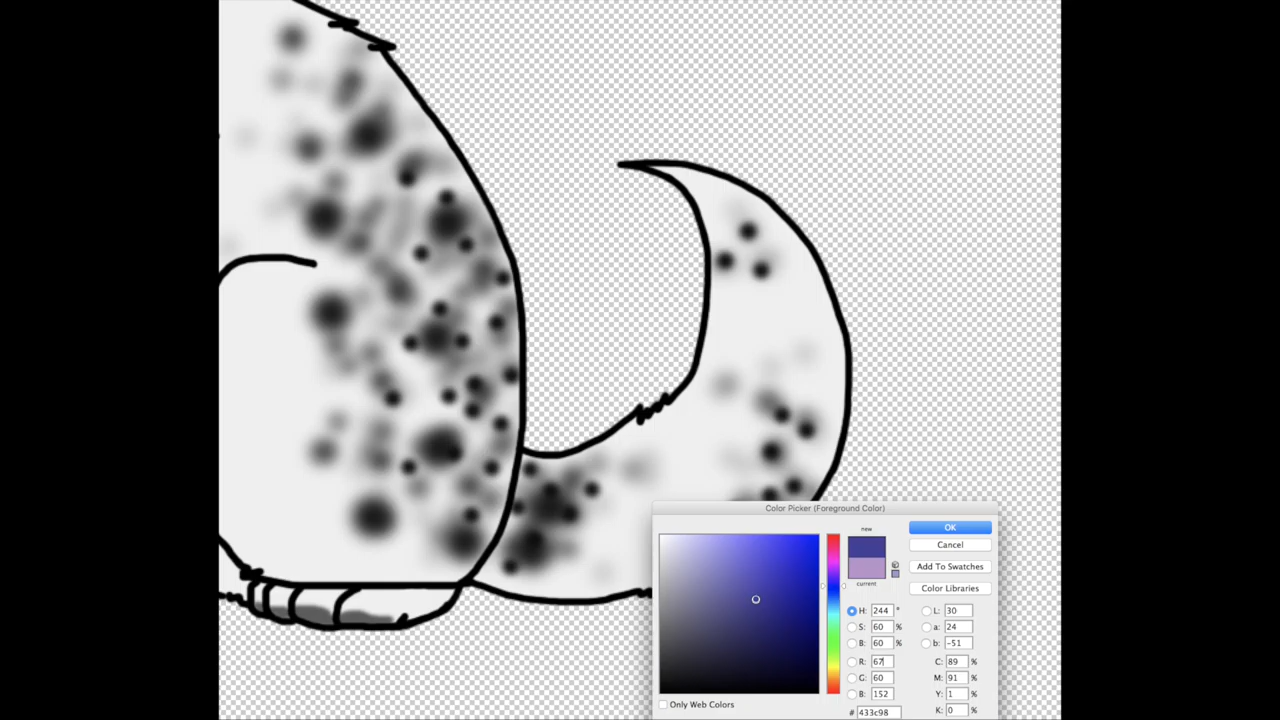 Color Picker (Foreground Color)
new
current
OK
Cancel
Add To Swatches
Color Libraries
H: 244 °
S: 60 %
B: 60 %
R: 67
G: 60
B: 152
# 433c98
L: 30
a: 24
b: -51
C: 89 %
M: 91 %
Y: 1 %
K: 0 %
Only Web Colors